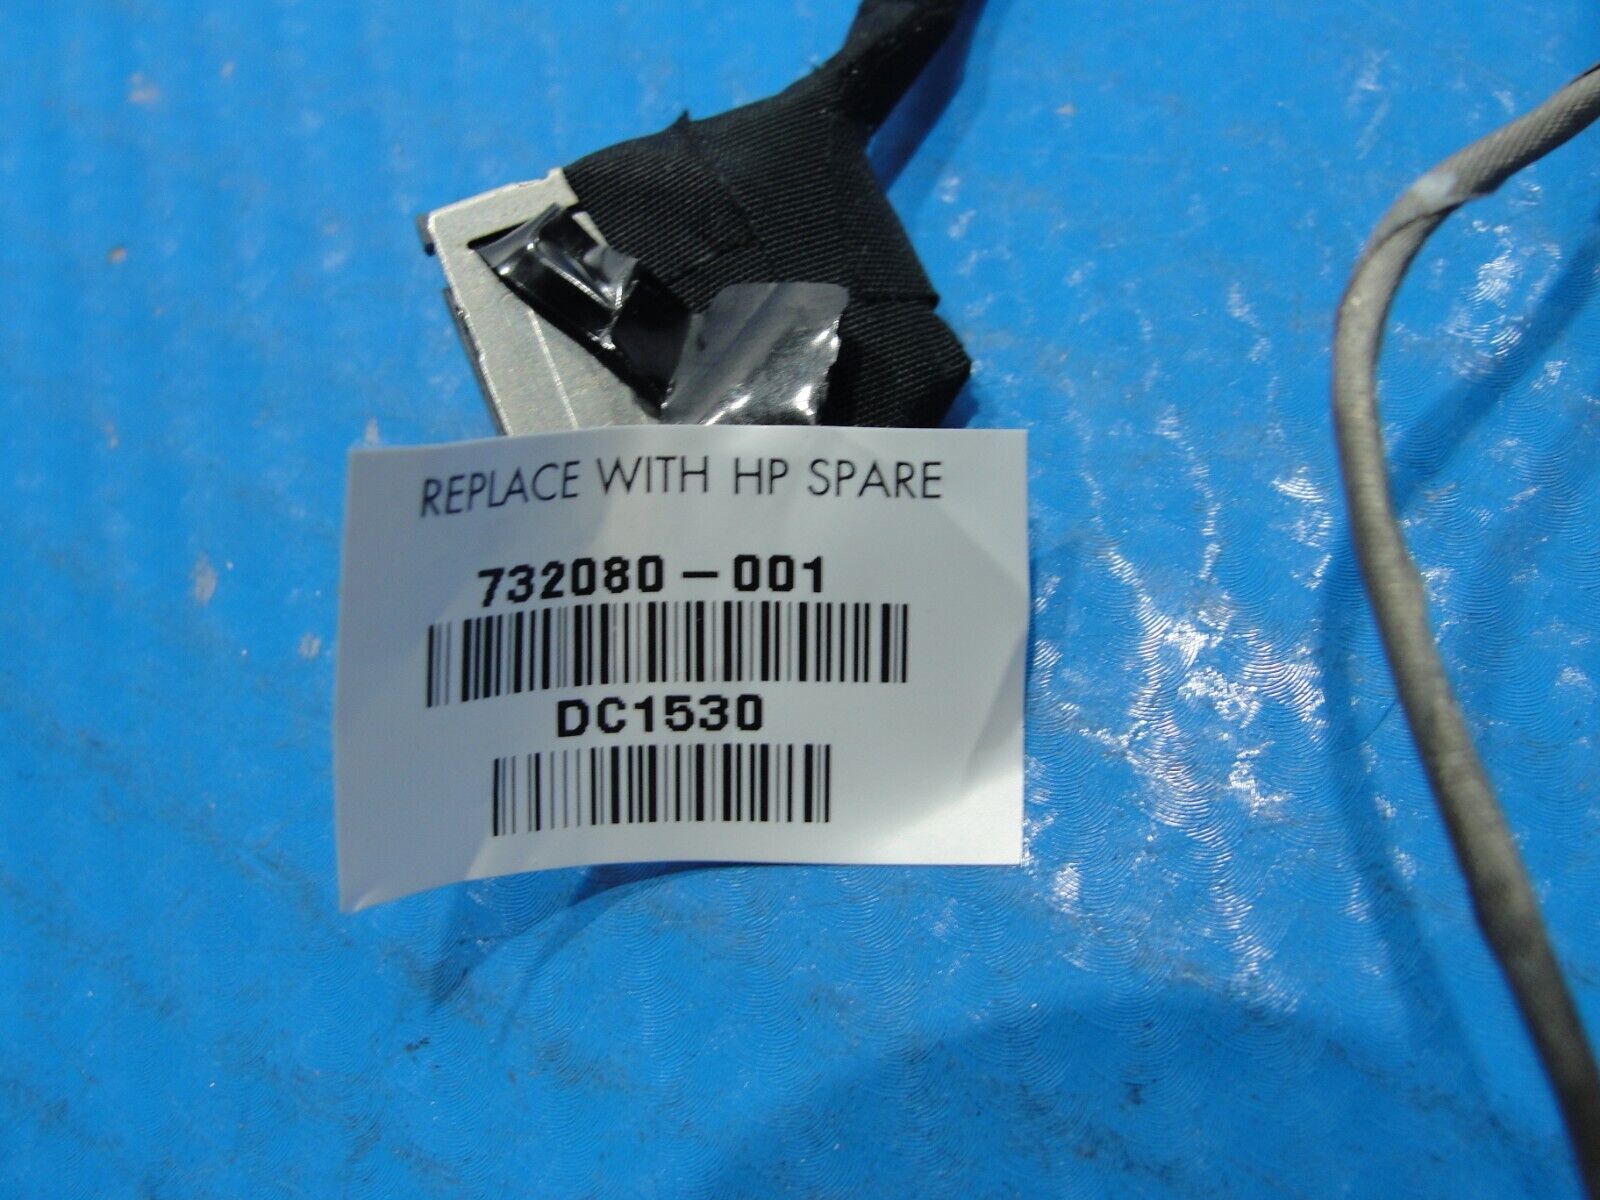 REPLACE WITH HP SPARE
732080-001
DC1530